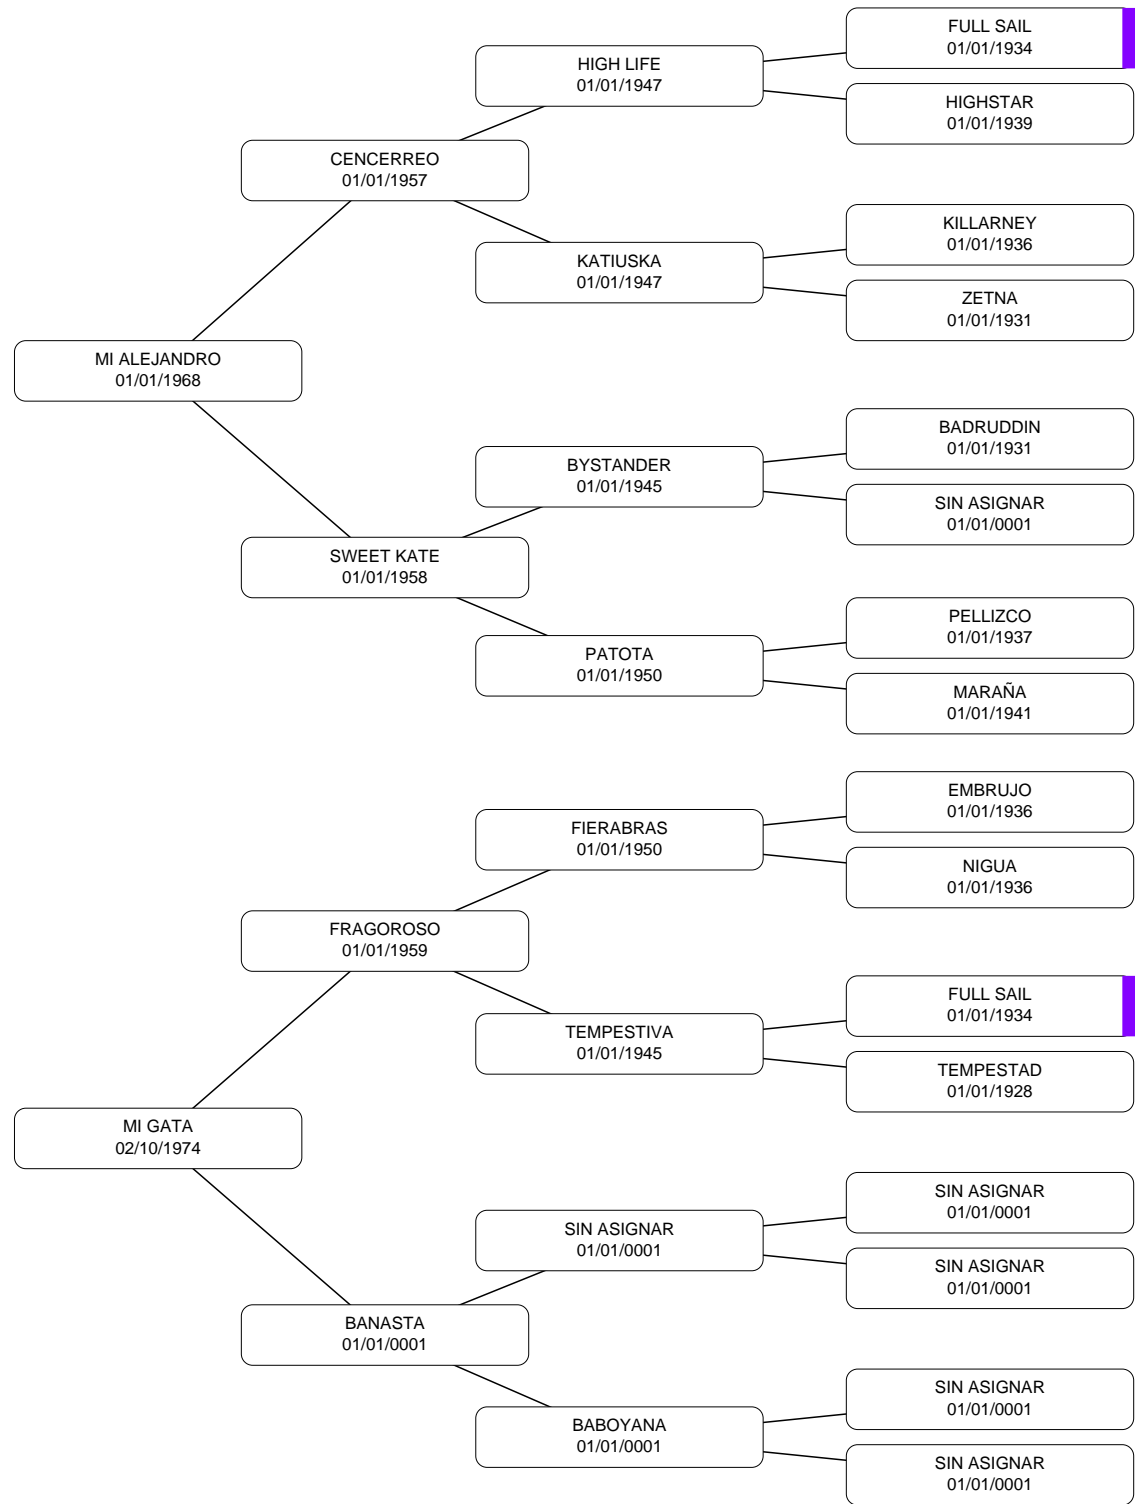 FULL SAIL
01/01/1934
HIGH LIFE
01/01/1947
HIGHSTAR
01/01/1939
CENCERREO
01/01/1957
KILLARNEY
01/01/1936
KATIUSKA
01/01/1947
ZETNA
01/01/1931
MI ALEJANDRO
01/01/1968
BADRUDDIN
01/01/1931
BYSTANDER
01/01/1945
SIN ASIGNAR
01/01/0001
SWEET KATE
01/01/1958
PELLIZCO
01/01/1937
PATOTA
01/01/1950
MARAÑA
01/01/1941
EMBRUJO
01/01/1936
FIERABRAS
01/01/1950
NIGUA
01/01/1936
FRAGOROSO
01/01/1959
FULL SAIL
01/01/1934
TEMPESTIVA
01/01/1945
TEMPESTAD
01/01/1928
MI GATA
02/10/1974
SIN ASIGNAR
01/01/0001
SIN ASIGNAR
01/01/0001
SIN ASIGNAR
01/01/0001
BANASTA
01/01/0001
SIN ASIGNAR
01/01/0001
BABOYANA
01/01/0001
SIN ASIGNAR
01/01/0001